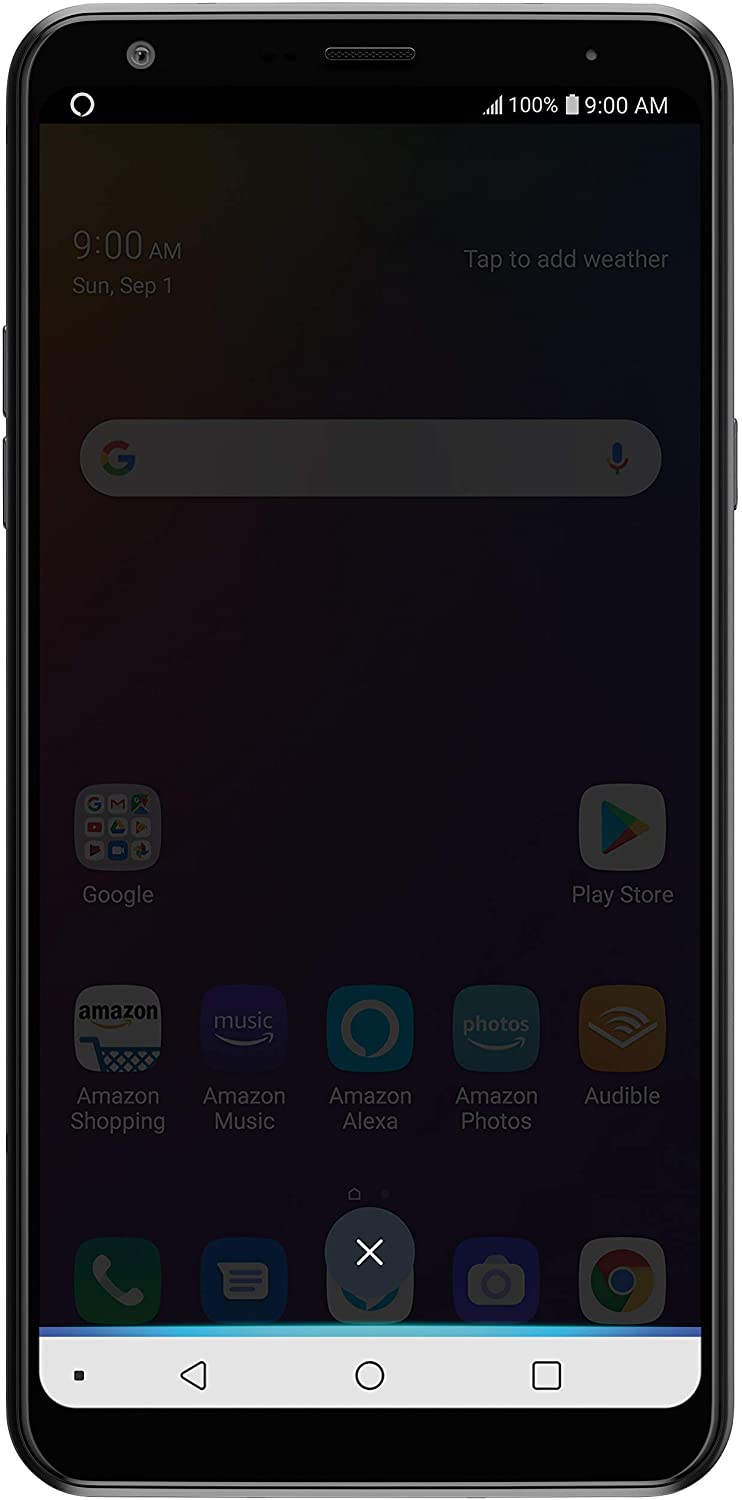 100% 9:00 AM
9:00 AM
Tap to add weather
Sun, Sep 1
Google
Play Store
amazon
music
photos
Amazon Shopping
Amazon Music
Amazon Alexa
Amazon Photos
Audible